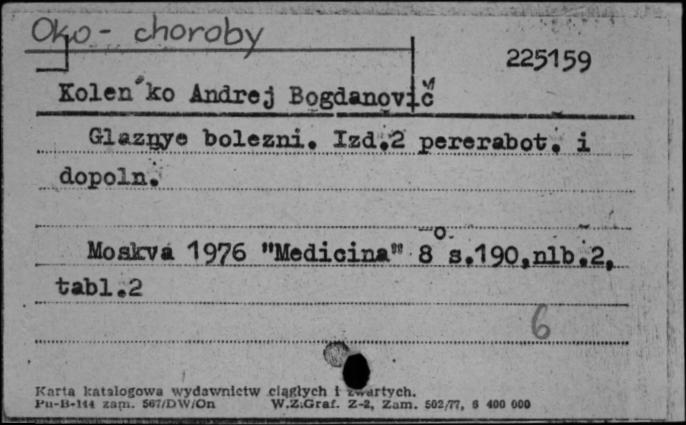 Oko - choroby
225159
Kolen´ko Andrej Bogdanovič
Glaznye bolezni. Izd.2 pererabot. i
dopoln.
Moskva 1976 "Medicina" 8° s.190,nlb.2,
tabl.2
6
Karta katalogowa wydawnictw ciągłych i zwartych.
Pu-B-144 zam. 567/DW/On W.Z.Graf. Z-2, Zam. 502/77, 6 400 000